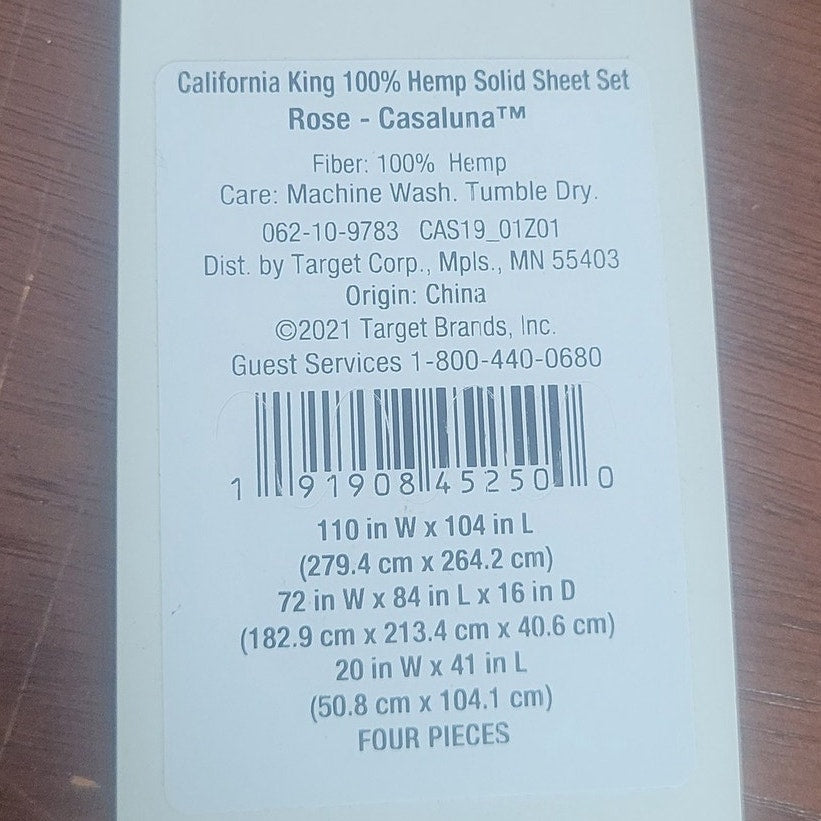 California King 100% Hemp Solid Sheet Set
Rose - Casaluna™
Fiber: 100% Hemp
Care: Machine Wash. Tumble Dry.
062-10-9783 CAS19_01Z01
Dist. by Target Corp., Mpls., MN 55403
Origin: China
©2021 Target Brands, Inc.
Guest Services 1-800-440-0680
1 91908 45250 0
110 in W x 104 in L
(279.4 cm x 264.2 cm)
72 in W x 84 in L x 16 in D
(182.9 cm x 213.4 cm x 40.6 cm)
20 in W x 41 in L
(50.8 cm x 104.1 cm)
FOUR PIECES